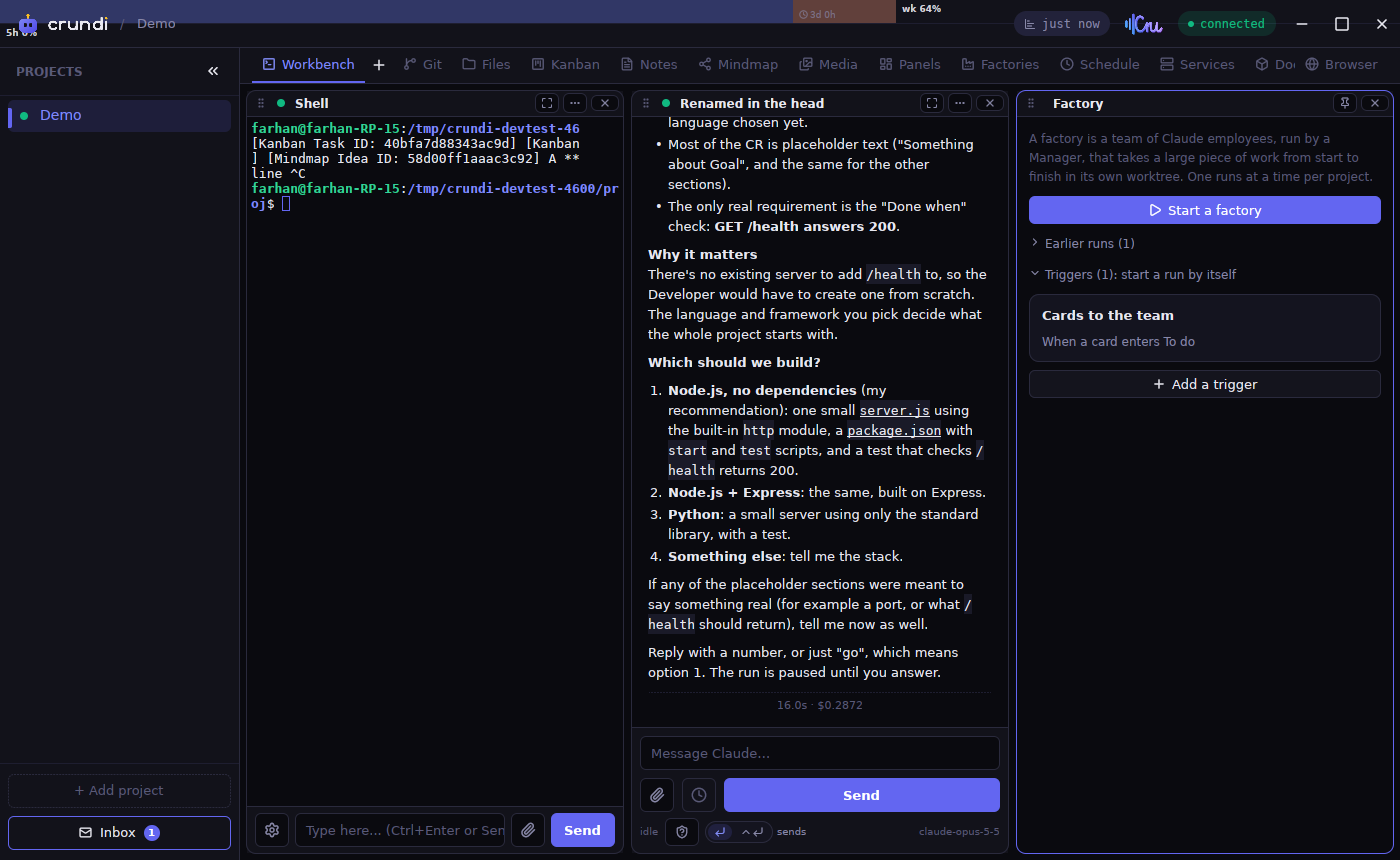 5h 0%
crundi / Demo
3d 0h
wk 64%
just now
Cru
connected
PROJECTS
Demo
+ Add project
Inbox 1
Workbench
Git
Files
Kanban
Notes
Mindmap
Media
Panels
Factories
Schedule
Services
Doc
Browser
Shell
farhan@farhan-RP-15:/tmp/crundi-devtest-46
[Kanban Task ID: 40bfa7d88343ac9d] [Kanban
] [Mindmap Idea ID: 58d00ff1aaac3c92] A **
line ^C
farhan@farhan-RP-15:/tmp/crundi-devtest-4600/pr
oj$
Type here... (Ctrl+Enter or Sen
Send
Renamed in the head
language chosen yet.
• Most of the CR is placeholder text ("Something
about Goal", and the same for the other
sections).
• The only real requirement is the "Done when"
check: GET /health answers 200.
Why it matters
There's no existing server to add /health to, so the
Developer would have to create one from scratch.
The language and framework you pick decide what
the whole project starts with.
Which should we build?
1. Node.js, no dependencies (my
recommendation): one small server.js using
the built-in http module, a package.json with
start and test scripts, and a test that checks /
health returns 200.
2. Node.js + Express: the same, built on Express.
3. Python: a small server using only the standard
library, with a test.
4. Something else: tell me the stack.
If any of the placeholder sections were meant to
say something real (for example a port, or what /
health should return), tell me now as well.
Reply with a number, or just "go", which means
option 1. The run is paused until you answer.
16.0s · $0.2872
Message Claude...
Send
idle
sends
claude-opus-5-5
Factory
A factory is a team of Claude employees, run by a
Manager, that takes a large piece of work from start to
finish in its own worktree. One runs at a time per project.
Start a factory
Earlier runs (1)
Triggers (1): start a run by itself
Cards to the team
When a card enters To do
+ Add a trigger